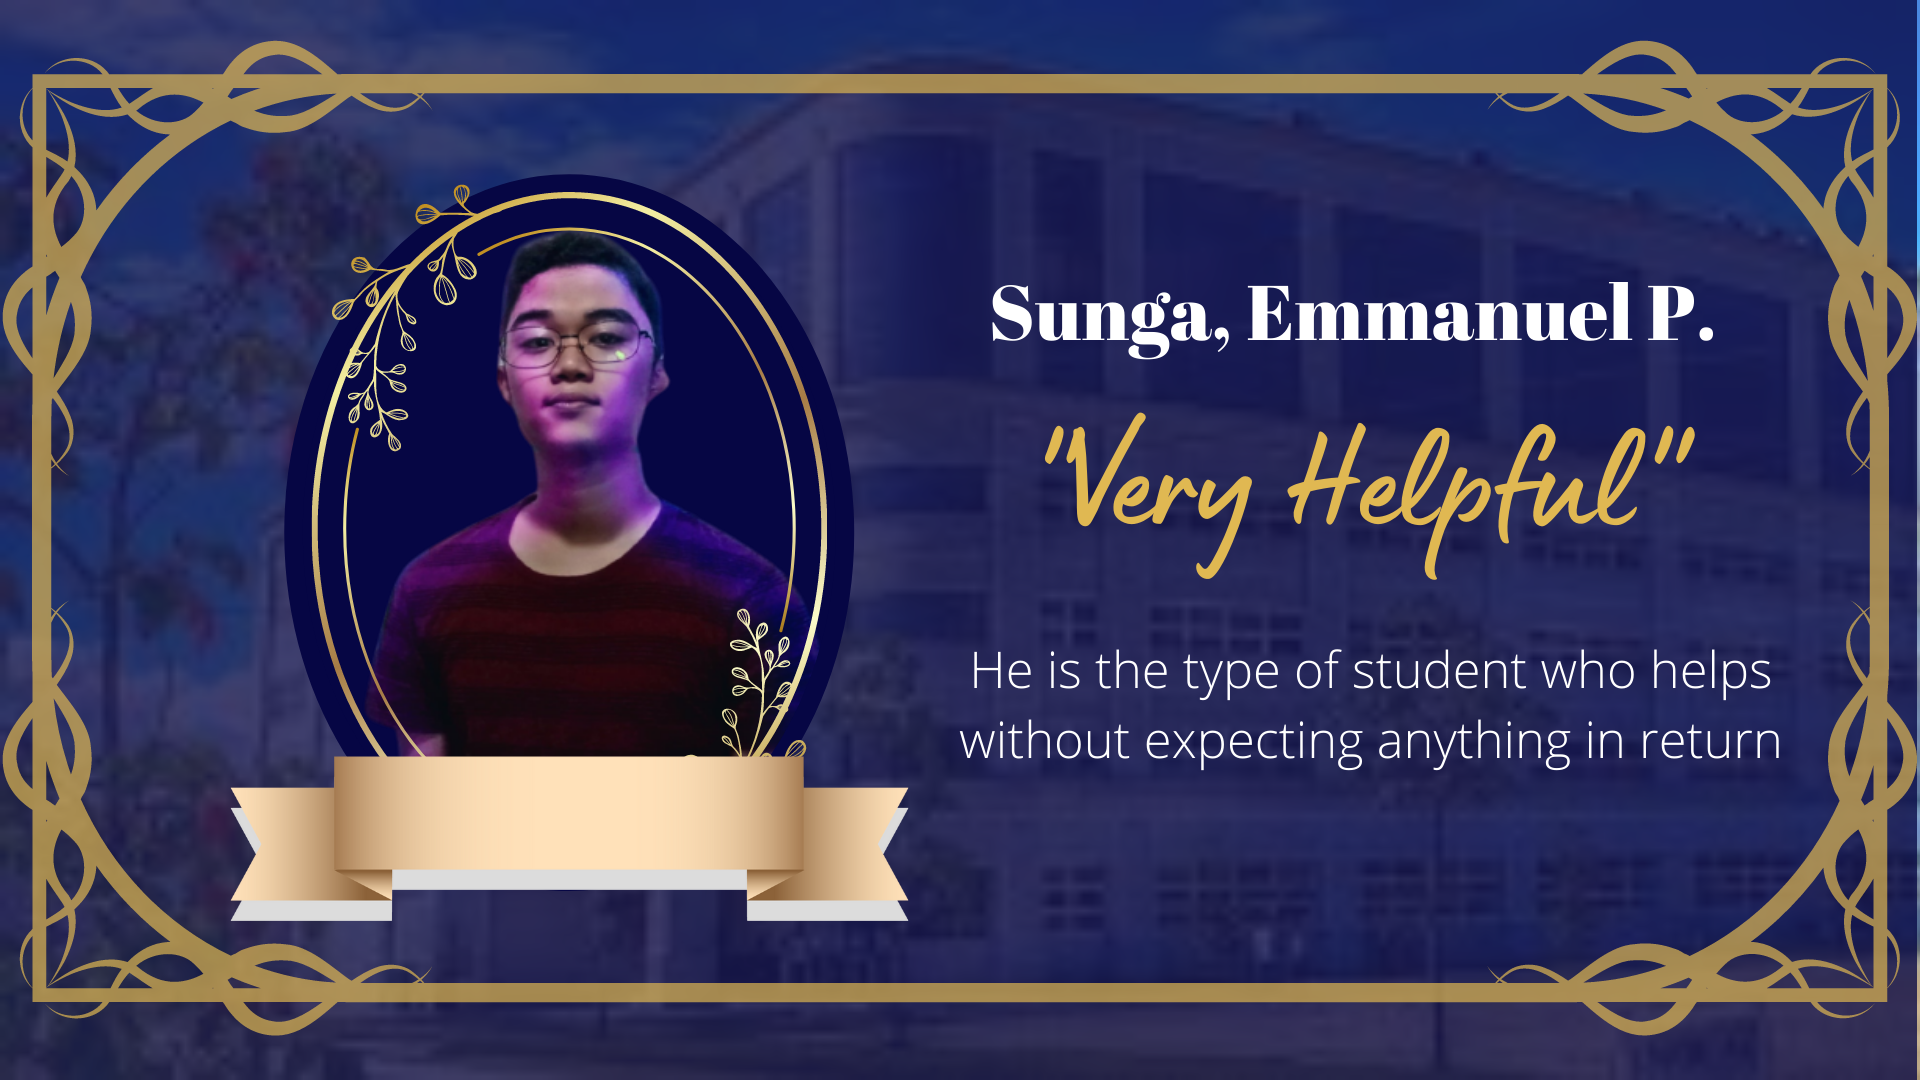 Sunga, Emmanuel P.
"Very Helpful"
He is the type of student who helps
without expecting anything in return